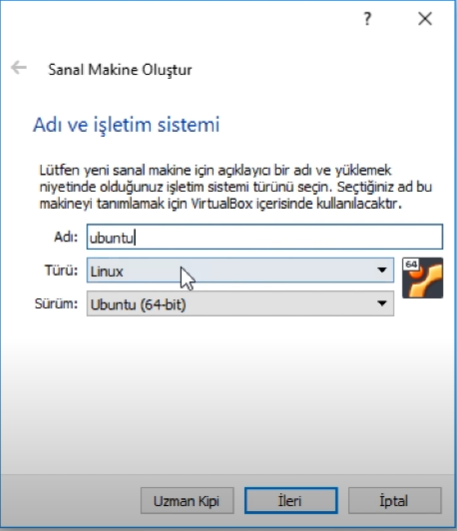 ?
Sanal Makine Oluştur
Adı ve işletim sistemi
Lütfen yeni sanal makine için açıklayıcı bir adı ve yüklemek
niyetinde olduğunuz işletim sistemi türünü seçin. Seçtiğiniz ad bu
makineyi tanımlamak için VirtualBox içerisinde kullanılacaktır.
Adı: ubuntu
Türü: Linux
64
Sürüm: Ubuntu (64-bit)
Uzman Kipi İleri İptal